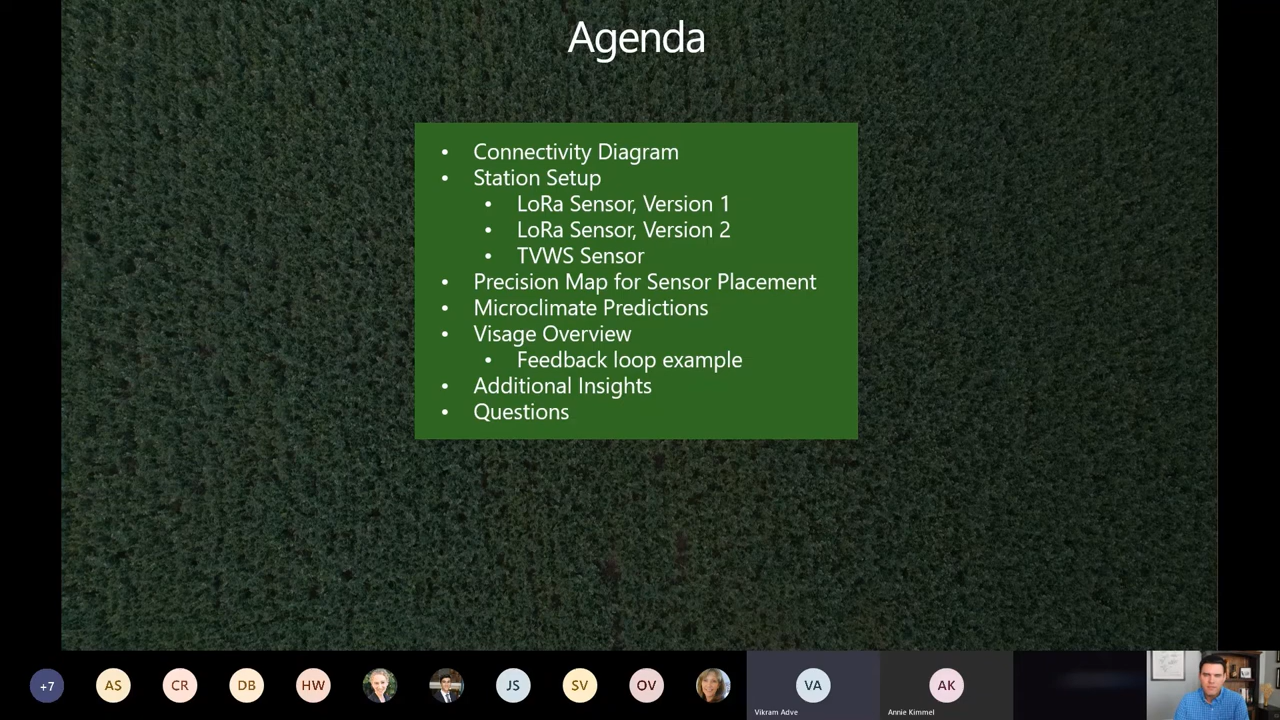 Agenda
• Connectivity Diagram
• Station Setup
• LoRa Sensor, Version 1
• LoRa Sensor, Version 2
• TVWS Sensor
• Precision Map for Sensor Placement
• Microclimate Predictions
• Visage Overview
• Feedback loop example
• Additional Insights
• Questions
+7
AS
CR
DB
HW
JS
SV
OV
VA
Vikram Adve
AK
Annie Kimmel